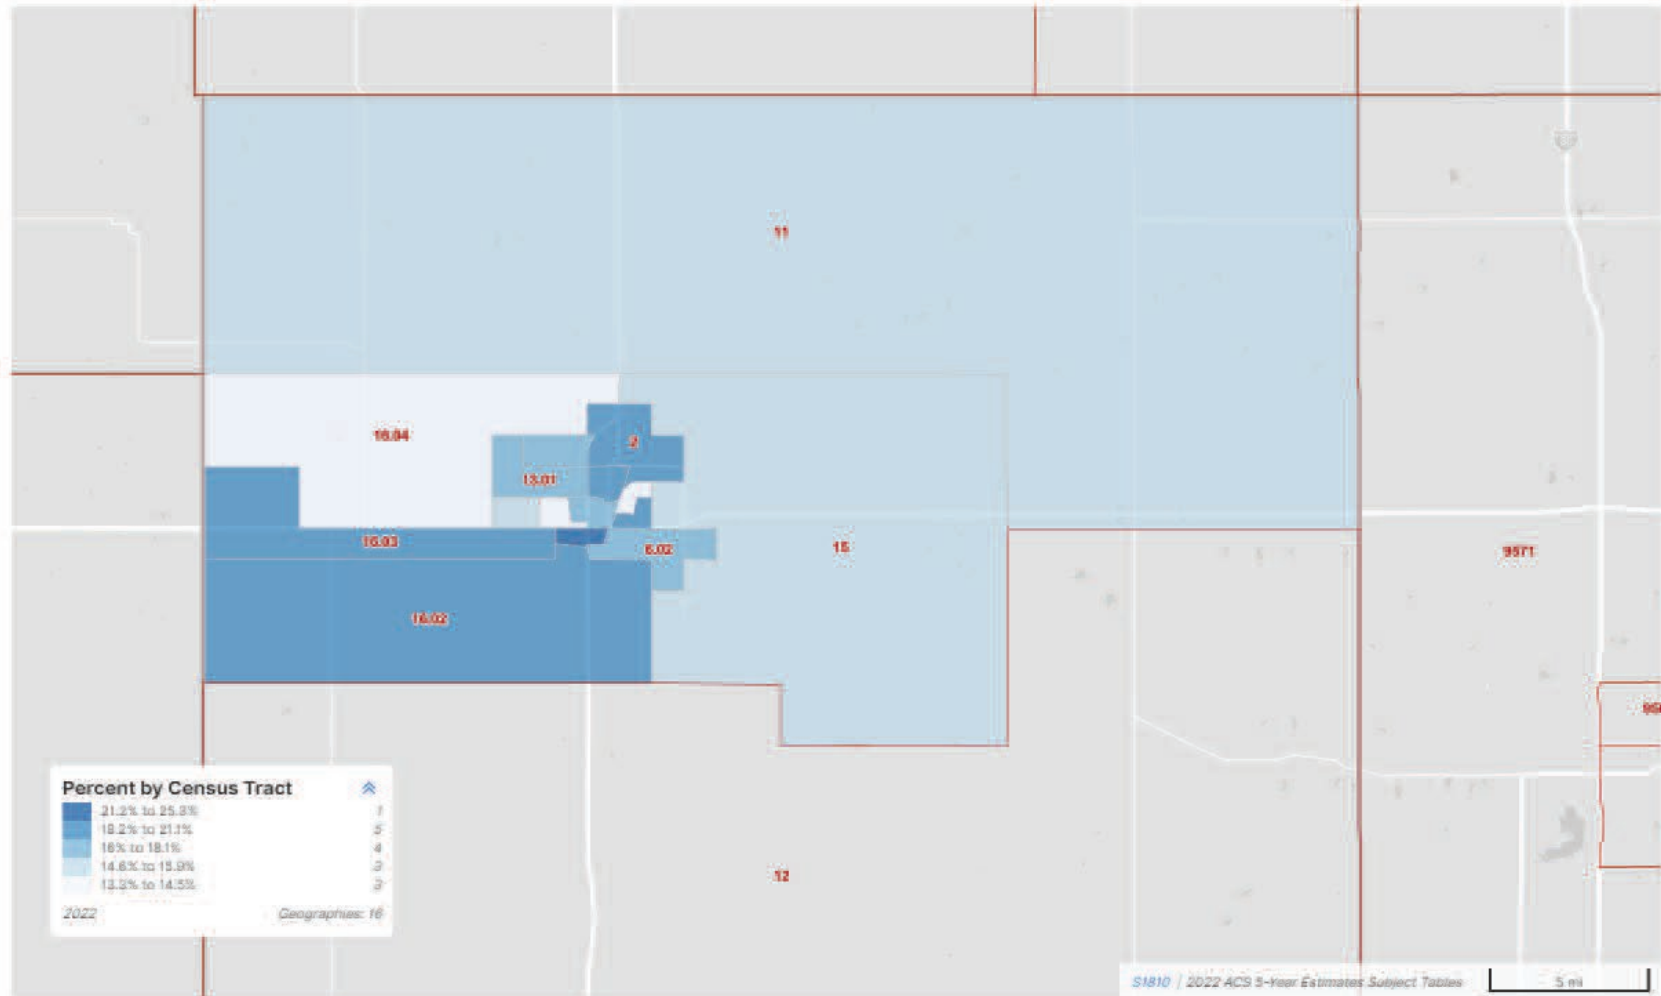 11
16.04
2
13.01
16.03
6.02
15
9571
16.02
Percent by Census Tract
21.2% to 25.3% 1
18.2% to 21.1% 5
16% to 18.1% 4
14.6% to 15.9% 3
13.3% to 14.5% 3
2022 Geographies: 16
12
S1810 | 2022 ACS 5-Year Estimates Subject Tables
5 mi